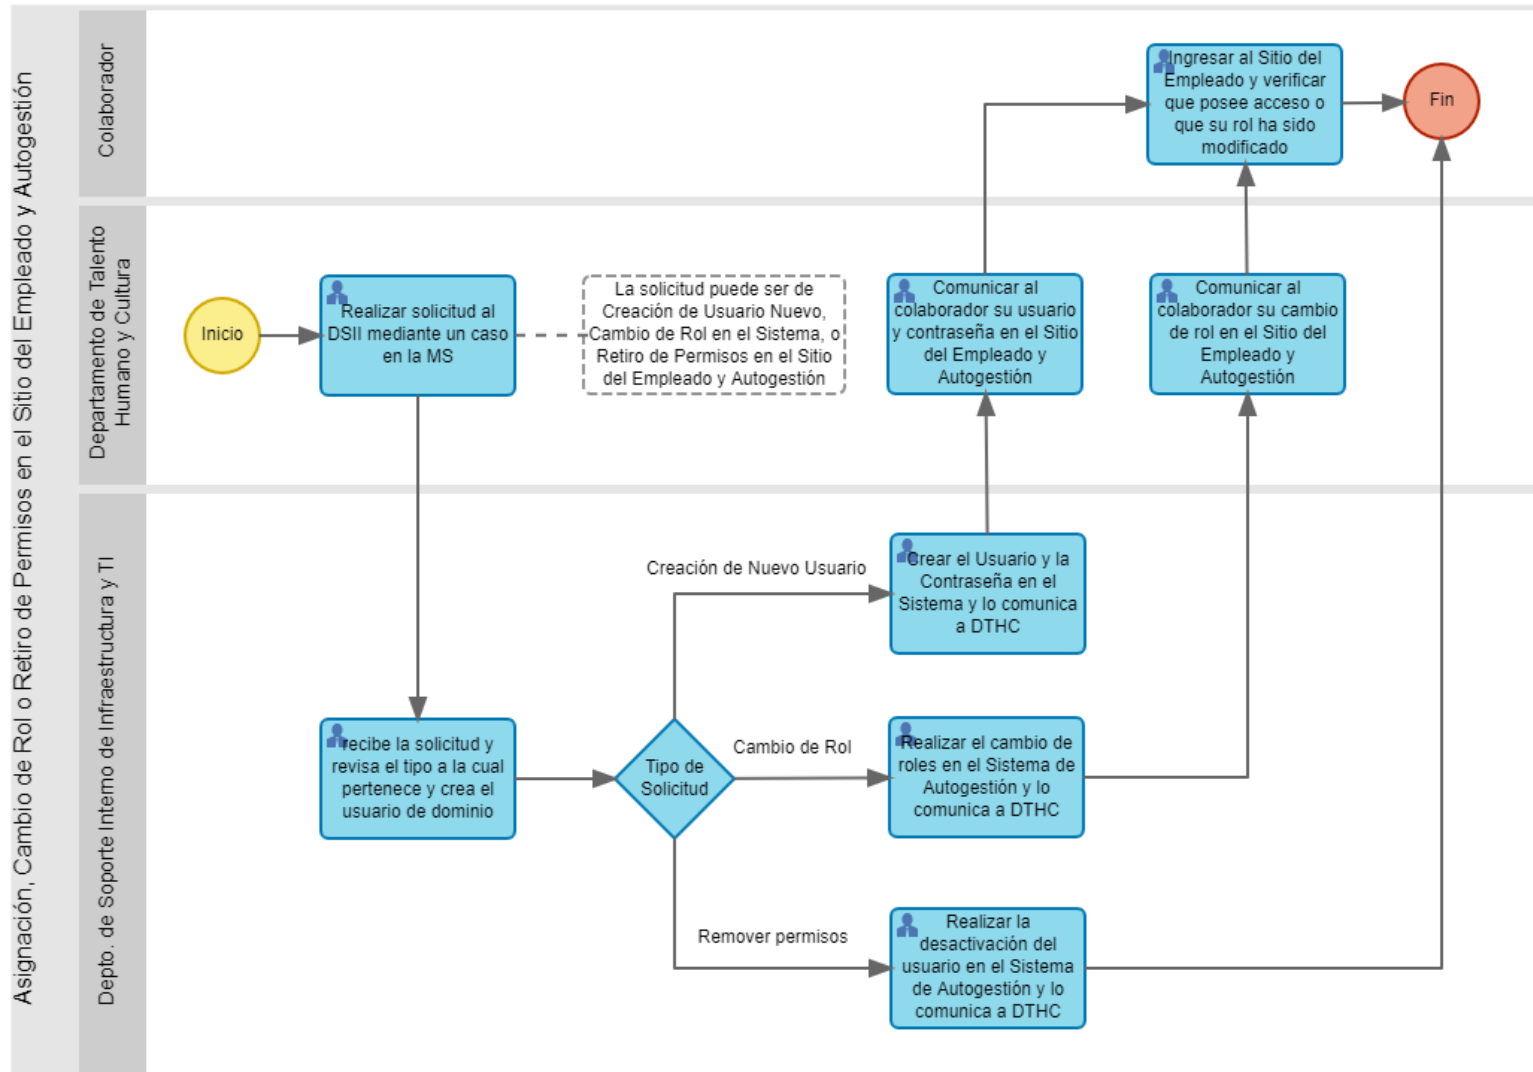 Asignación, Cambio de Rol o Retiro de Permisos en el Sitio del Empleado y Autogestión
Colaborador
Ingresar al Sitio del
Empleado y verificar
que posee acceso o
que su rol ha sido
modificado
Fin
Departamento de Talento
Humano y Cultura
Inicio
Realizar solicitud al
DSII mediante un caso
en la MS
La solicitud puede ser de
Creación de Usuario Nuevo,
Cambio de Rol en el Sistema, o
Retiro de Permisos en el Sitio
del Empleado y Autogestión
Comunicar al
colaborador su usuario
y contraseña en el Sitio
del Empleado y
Autogestión
Comunicar al
colaborador su cambio
de rol en el Sitio del
Empleado y
Autogestión
Depto. de Soporte Interno de Infraestructura y TI
recibe la solicitud y
revisa el tipo a la cual
pertenece y crea el
usuario de dominio
Tipo de
Solicitud
Creación de Nuevo Usuario
Crear el Usuario y la
Contraseña en el
Sistema y lo comunica
a DTHC
Cambio de Rol
Realizar el cambio de
roles en el Sistema de
Autogestión y lo
comunica a DTHC
Remover permisos
Realizar la
desactivación del
usuario en el Sistema
de Autogestión y lo
comunica a DTHC